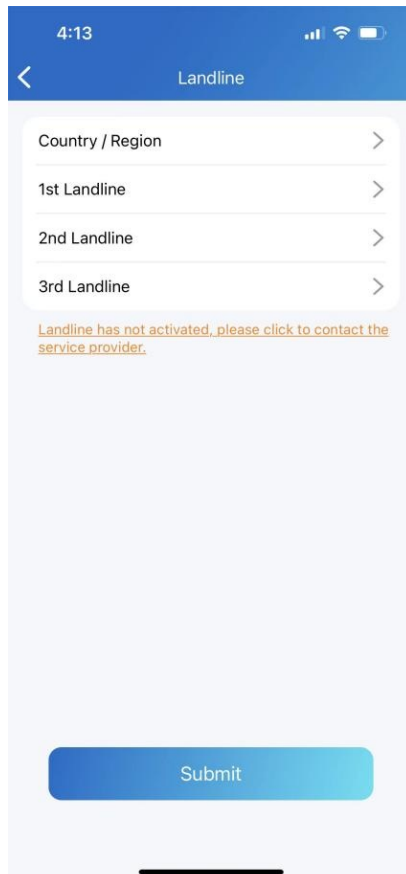 4:13
Landline
Country / Region
1st Landline
2nd Landline
3rd Landline
Landline has not activated, please click to contact the
service provider.
Submit